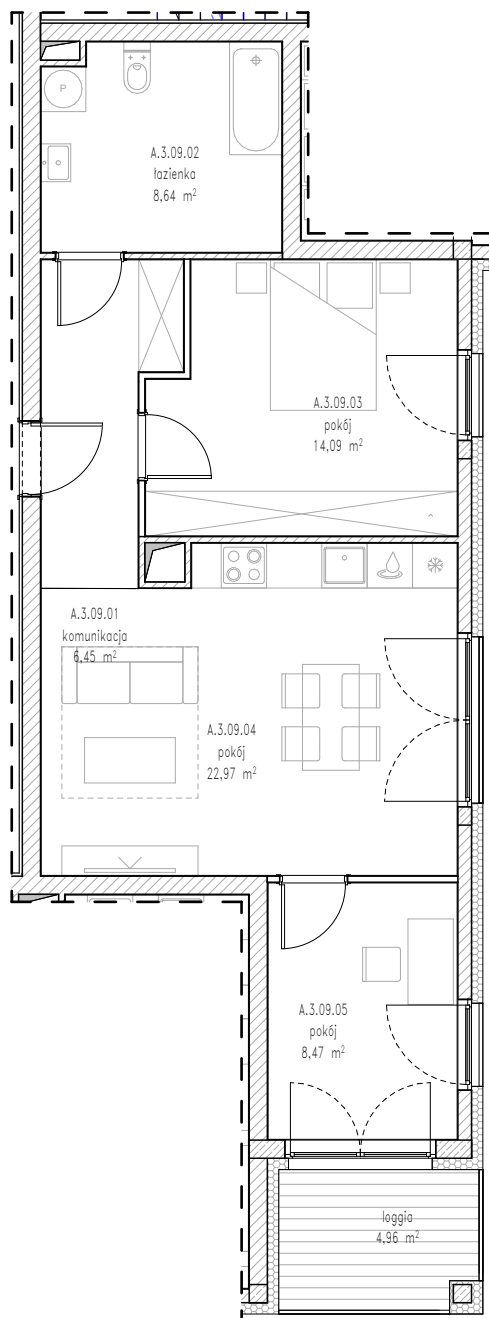 P
A.3.09.02
łazienka
8,64 m²
A.3.09.03
pokój
14,09 m²
A.3.09.01
komunikacja
6,45 m²
A.3.09.04
pokój
22,97 m²
A.3.09.05
pokój
8,47 m²
loggia
4,96 m²